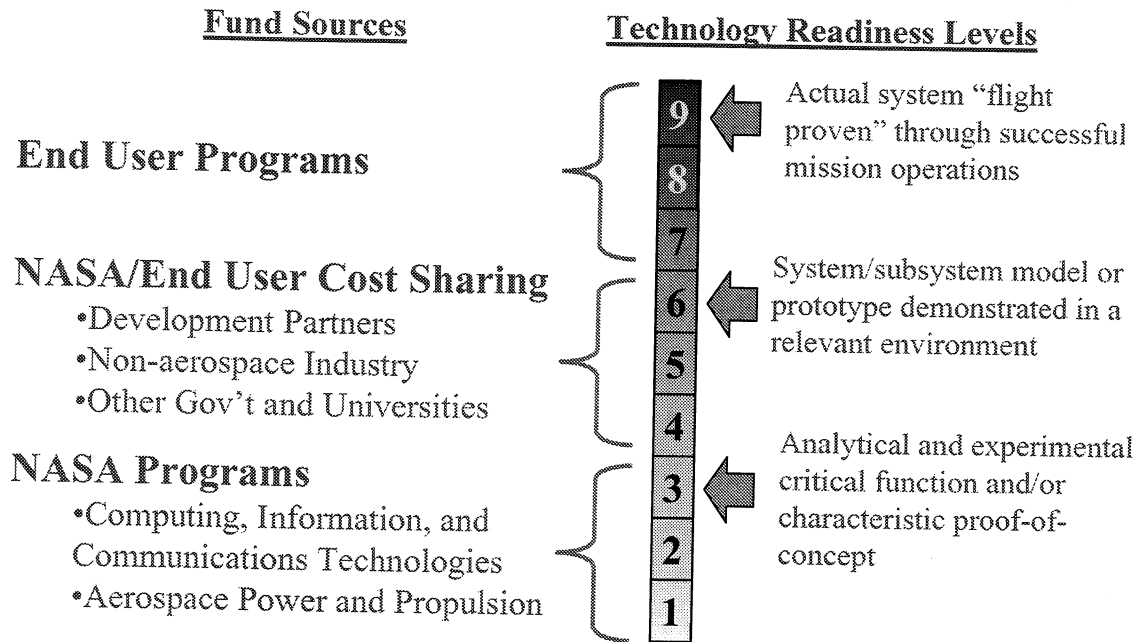 Fund Sources
Technology Readiness Levels
End User Programs
NASA/End User Cost Sharing
•Development Partners
•Non-aerospace Industry
•Other Gov't and Universities
NASA Programs
•Computing, Information, and
Communications Technologies
•Aerospace Power and Propulsion
9
8
7
6
5
4
3
2
1
Actual system “flight
proven” through successful
mission operations
System/subsystem model or
prototype demonstrated in a
relevant environment
Analytical and experimental
critical function and/or
characteristic proof-of-
concept